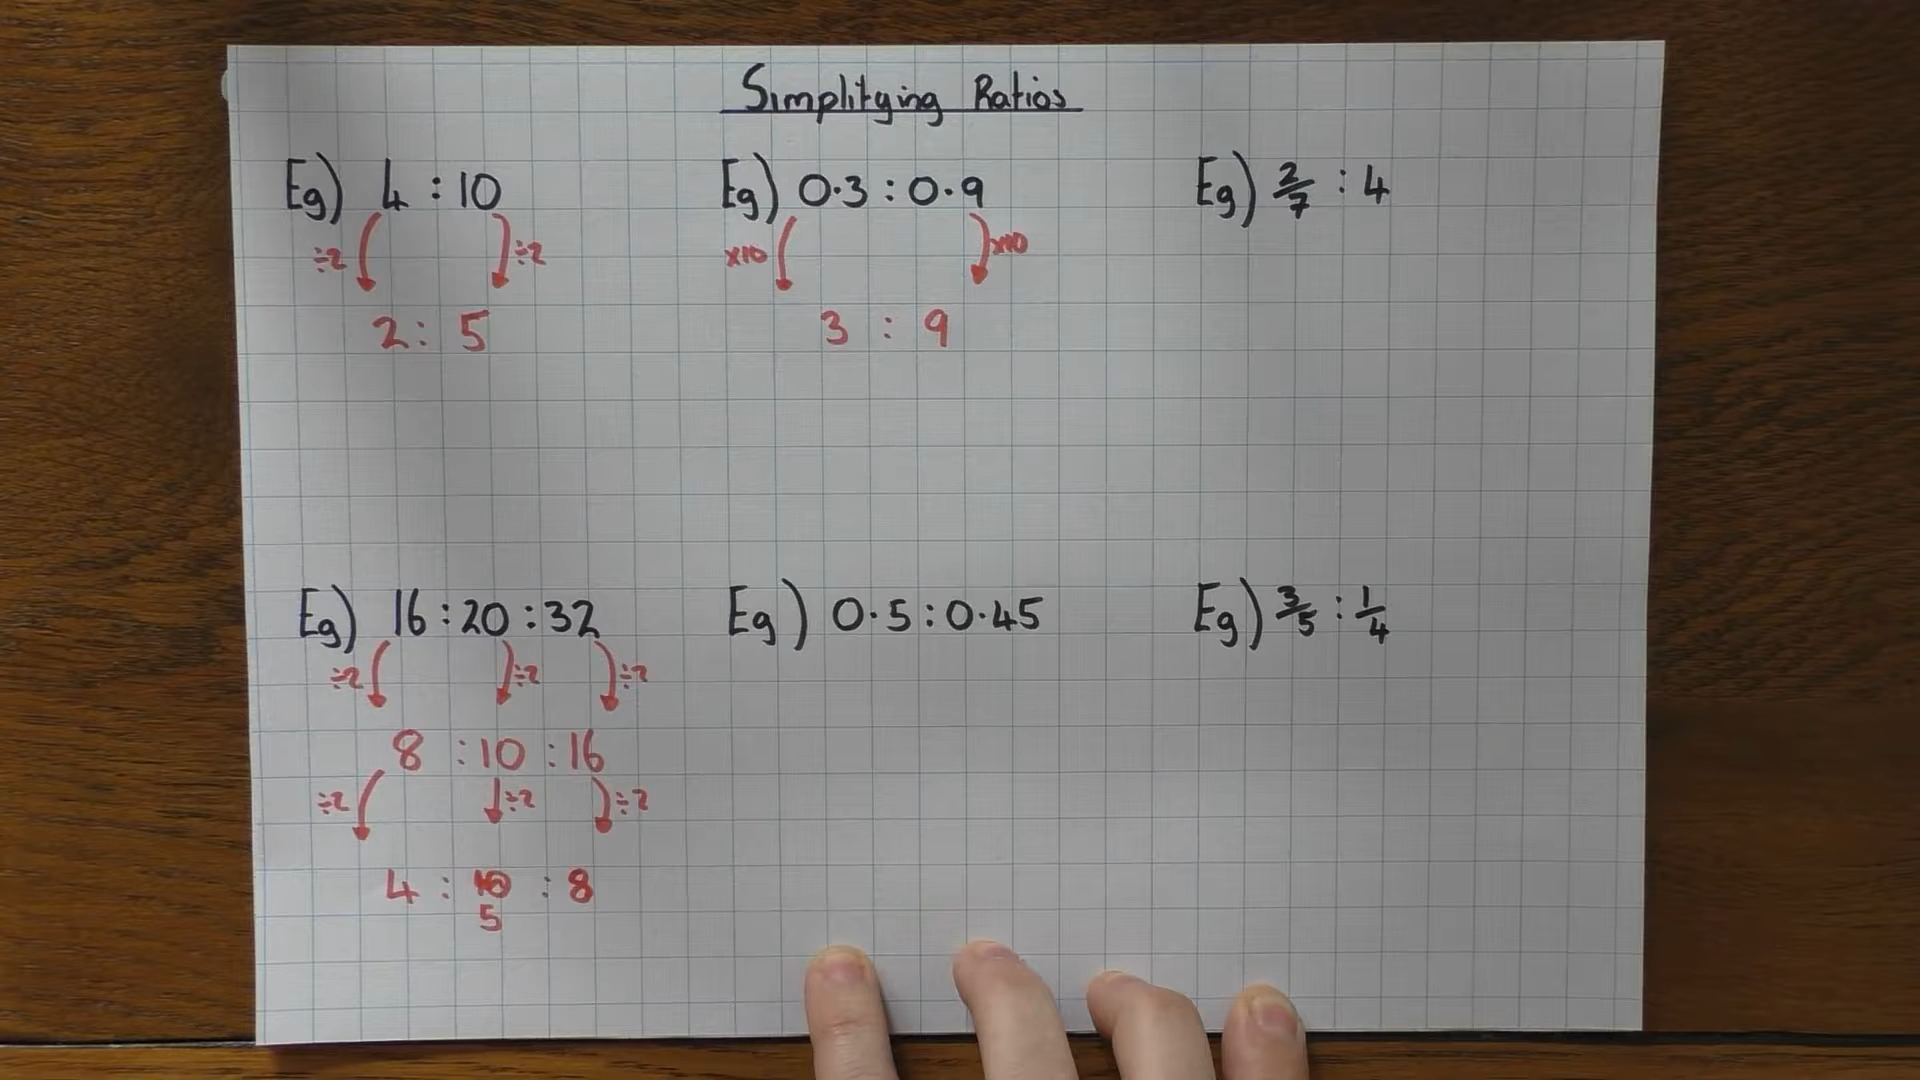 Simplifying Ratios
Eg) 4 : 10
÷2 ÷2
2 : 5
Eg) 0.3 : 0.9
x10 x10
3 : 9
Eg) 2/7 : 4
Eg) 16 : 20 : 32
÷2 ÷2 ÷2
8 : 10 : 16
÷2 ÷2 ÷2
4 : 10 : 8
5
Eg) 0.5 : 0.45
Eg) 3/5 : 1/4